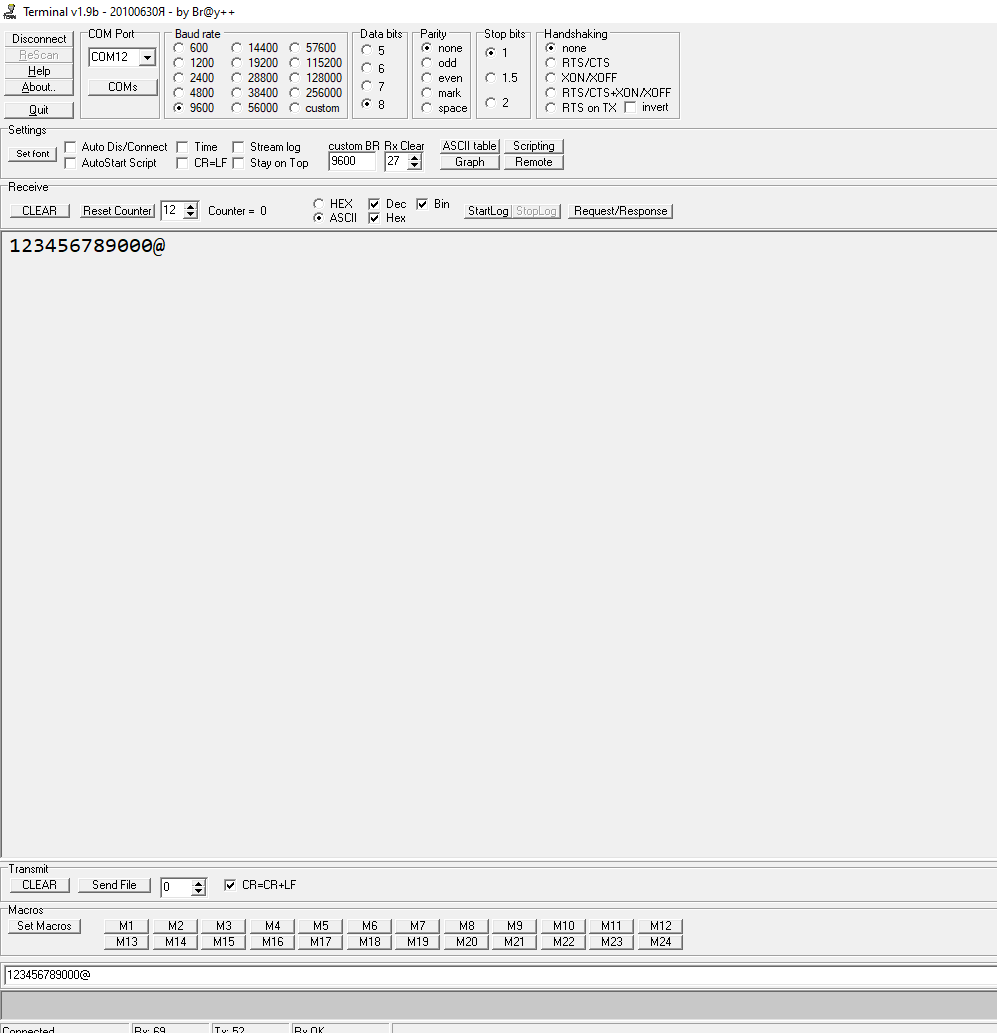 Terminal v1.9b - 20100630Я - by Br@y++
Disconnect
ReScan
Help
About..
Quit
COM Port
COM12
COMs
Baud rate
600 14400 57600
1200 19200 115200
2400 28800 128000
4800 38400 256000
9600 56000 custom
Data bits
5
6
7
8
Parity
none
odd
even
mark
space
Stop bits
1
1.5
2
Handshaking
none
RTS/CTS
XON/XOFF
RTS/CTS+XON/XOFF
RTS on TX invert
Settings
Set font
Auto Dis/Connect Time Stream log
AutoStart Script CR=LF Stay on Top
custom BR Rx Clear
9600 27
ASCII table Scripting
Graph Remote
Receive
CLEAR Reset Counter 12 Counter = 0
HEX Dec Bin
ASCII Hex
StartLog StopLog Request/Response
123456789000@
Transmit
CLEAR Send File 0 CR=CR+LF
Macros
Set Macros
M1 M2 M3 M4 M5 M6 M7 M8 M9 M10 M11 M12
M13 M14 M15 M16 M17 M18 M19 M20 M21 M22 M23 M24
123456789000@
Connected Rx: 69 Tx: 52 Rx OK